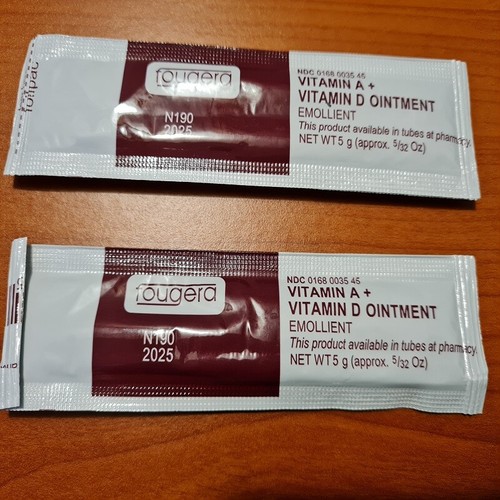 foilpac
fougera
N190
2025
NDC 0168 0035 45
VITAMIN A +
VITAMIN D OINTMENT
EMOLLIENT
This product available in tubes at pharmacy.
NET WT 5 g (approx. 5/32 Oz)
fougera
N190
2025
NDC 0168 0035 45
VITAMIN A +
VITAMIN D OINTMENT
EMOLLIENT
This product available in tubes at pharmacy.
NET WT 5 g (approx. 5/32 Oz)